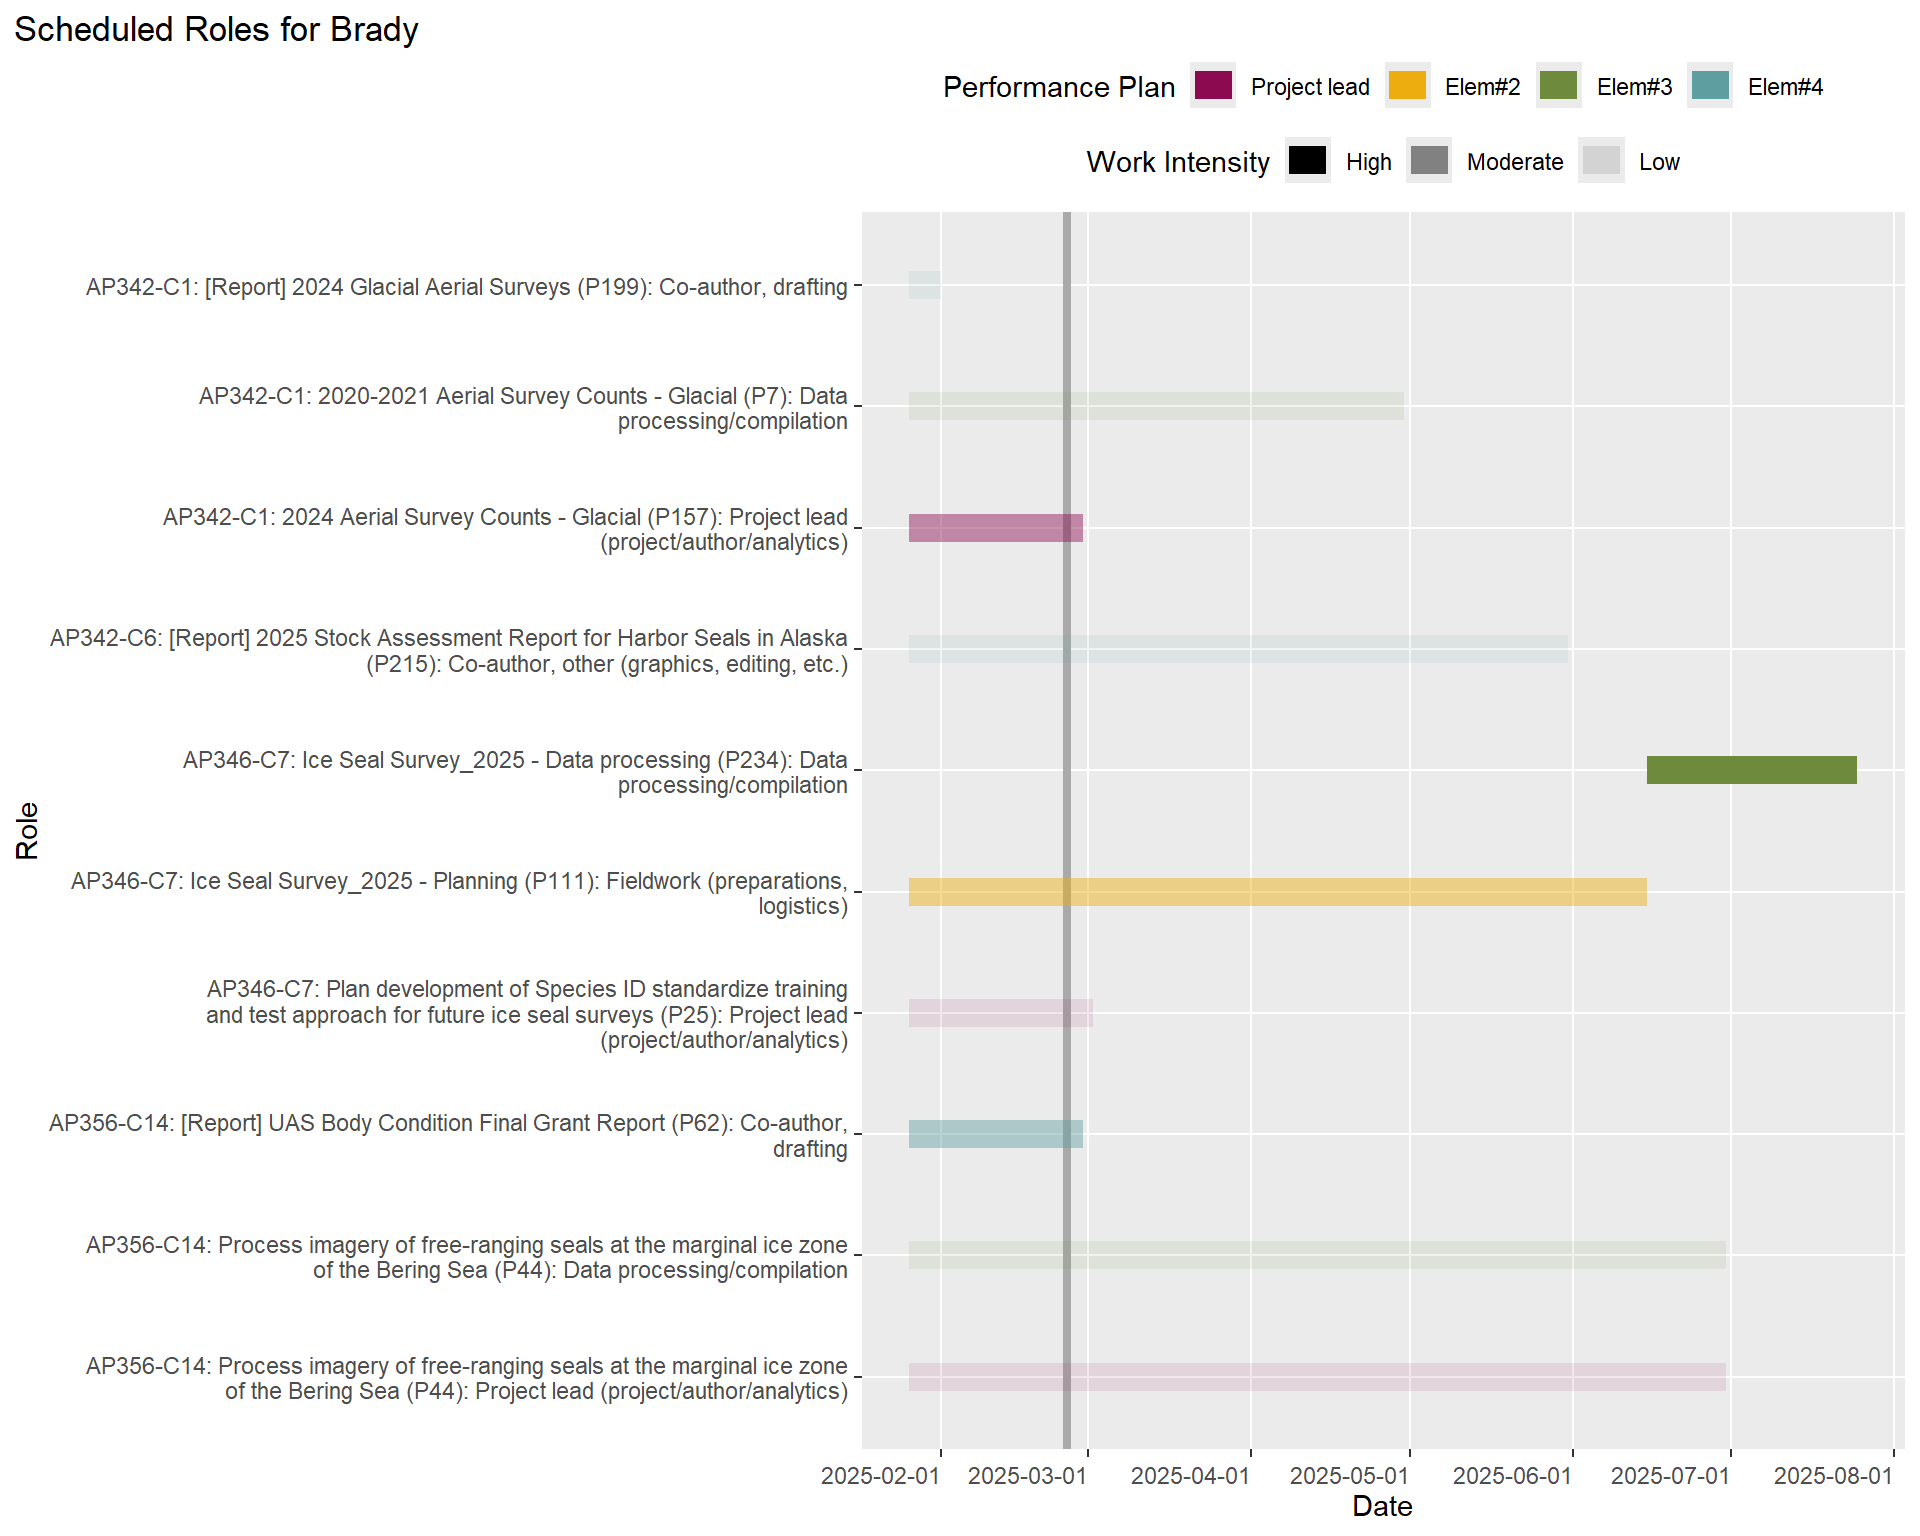 Scheduled Roles for Brady
Performance Plan Project lead Elem#2 Elem#3 Elem#4
Work Intensity High Moderate Low
AP342-C1: [Report] 2024 Glacial Aerial Surveys (P199): Co-author, drafting
AP342-C1: 2020-2021 Aerial Survey Counts - Glacial (P7): Data
processing/compilation
AP342-C1: 2024 Aerial Survey Counts - Glacial (P157): Project lead
(project/author/analytics)
AP342-C6: [Report] 2025 Stock Assessment Report for Harbor Seals in Alaska
(P215): Co-author, other (graphics, editing, etc.)
AP346-C7: Ice Seal Survey_2025 - Data processing (P234): Data
processing/compilation
Role
AP346-C7: Ice Seal Survey_2025 - Planning (P111): Fieldwork (preparations,
logistics)
AP346-C7: Plan development of Species ID standardize training
and test approach for future ice seal surveys (P25): Project lead
(project/author/analytics)
AP356-C14: [Report] UAS Body Condition Final Grant Report (P62): Co-author,
drafting
AP356-C14: Process imagery of free-ranging seals at the marginal ice zone
of the Bering Sea (P44): Data processing/compilation
AP356-C14: Process imagery of free-ranging seals at the marginal ice zone
of the Bering Sea (P44): Project lead (project/author/analytics)
2025-02-01 2025-03-01 2025-04-01 2025-05-01 2025-06-01 2025-07-01 2025-08-01
Date